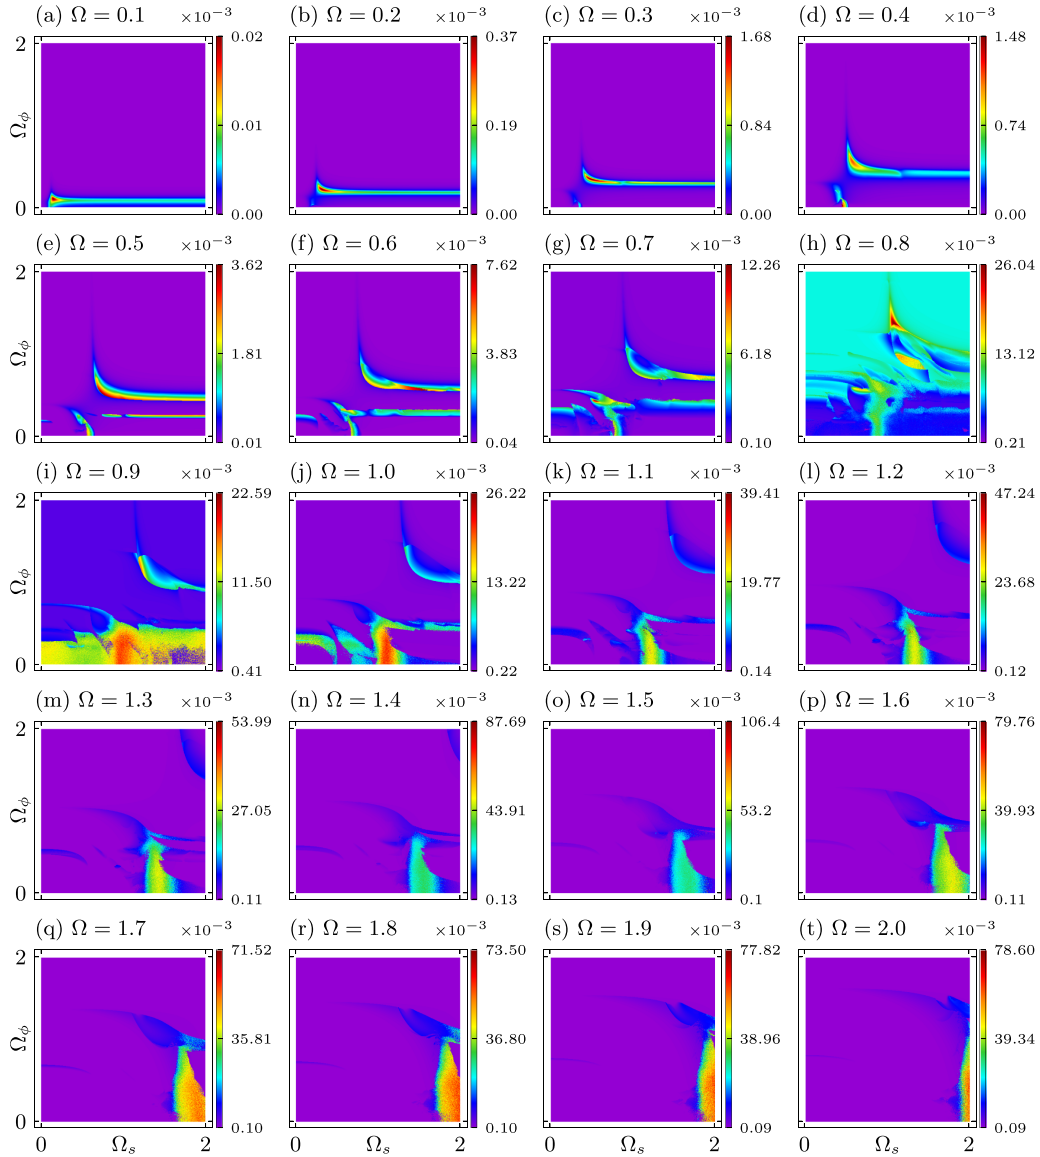 (a) Ω = 0.1 ×10⁻³ (b) Ω = 0.2 ×10⁻³ (c) Ω = 0.3 ×10⁻³ (d) Ω = 0.4 ×10⁻³
2 0.02 0.37 1.68 1.48
Ω_ϕ 0.01 0.19 0.84 0.74
0 0.00 0.00 0.00 0.00
(e) Ω = 0.5 ×10⁻³ (f) Ω = 0.6 ×10⁻³ (g) Ω = 0.7 ×10⁻³ (h) Ω = 0.8 ×10⁻³
2 3.62 7.62 12.26 26.04
Ω_ϕ 1.81 3.83 6.18 13.12
0 0.01 0.04 0.10 0.21
(i) Ω = 0.9 ×10⁻³ (j) Ω = 1.0 ×10⁻³ (k) Ω = 1.1 ×10⁻³ (l) Ω = 1.2 ×10⁻³
2 22.59 26.22 39.41 47.24
Ω_ϕ 11.50 13.22 19.77 23.68
0 0.41 0.22 0.14 0.12
(m) Ω = 1.3 ×10⁻³ (n) Ω = 1.4 ×10⁻³ (o) Ω = 1.5 ×10⁻³ (p) Ω = 1.6 ×10⁻³
2 53.99 87.69 106.4 79.76
Ω_ϕ 27.05 43.91 53.2 39.93
0 0.11 0.13 0.1 0.11
(q) Ω = 1.7 ×10⁻³ (r) Ω = 1.8 ×10⁻³ (s) Ω = 1.9 ×10⁻³ (t) Ω = 2.0 ×10⁻³
2 71.52 73.50 77.82 78.60
Ω_ϕ 35.81 36.80 38.96 39.34
0 0.10 0.10 0.09 0.09
0 Ω_s 2 0 Ω_s 2 0 Ω_s 2 0 Ω_s 2